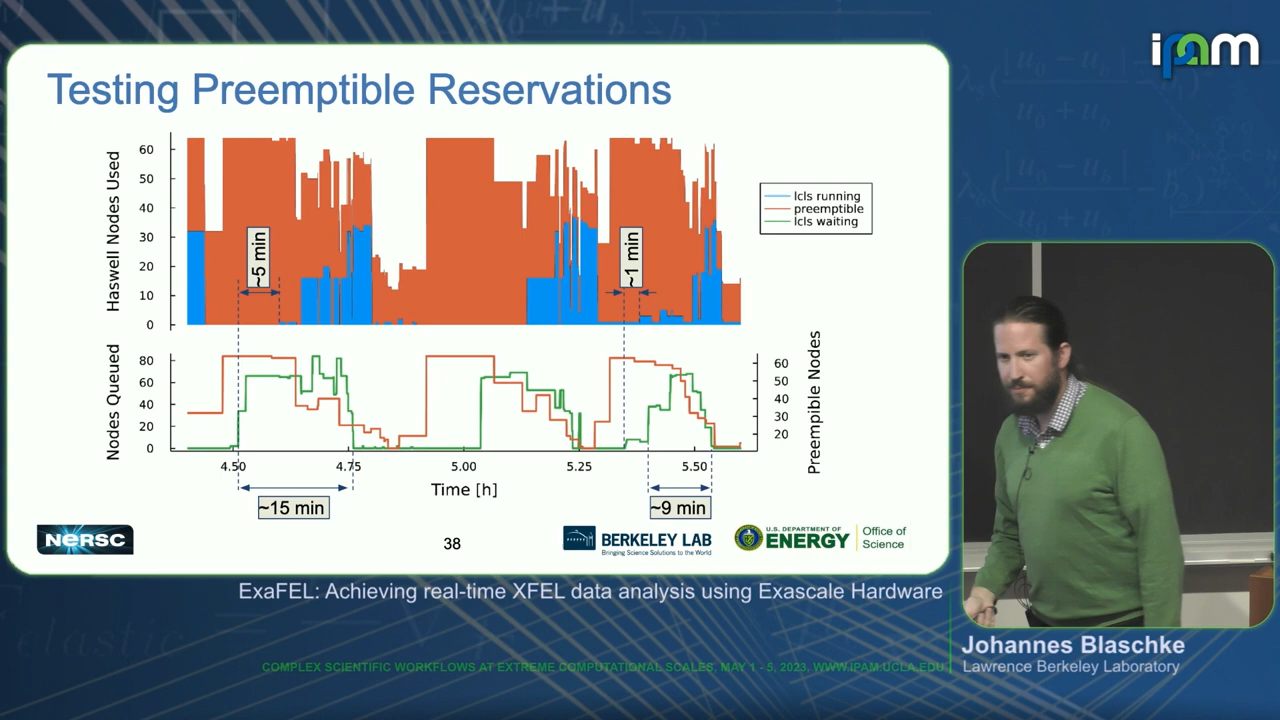 ipam
Testing Preemptible Reservations
Haswell Nodes Used
60
50
40
30
20
10
0
~5 min
~1 min
lcls running
preemptible
lcls waiting
Nodes Queued
80
60
40
20
0
60
50
40
30
20
Preempible Nodes
4.50
4.75
5.00
5.25
5.50
Time [h]
~15 min
~9 min
NERSC
38
BERKELEY LAB
Bringing Science Solutions to the World
U.S. DEPARTMENT OF
ENERGY
Office of
Science
ExaFEL: Achieving real-time XFEL data analysis using Exascale Hardware
Johannes Blaschke
Lawrence Berkeley Laboratory
COMPLEX SCIENTIFIC WORKFLOWS AT EXTREME COMPUTATIONAL SCALES, MAY 1 - 5, 2023, WWW.IPAM.UCLA.EDU
elastic